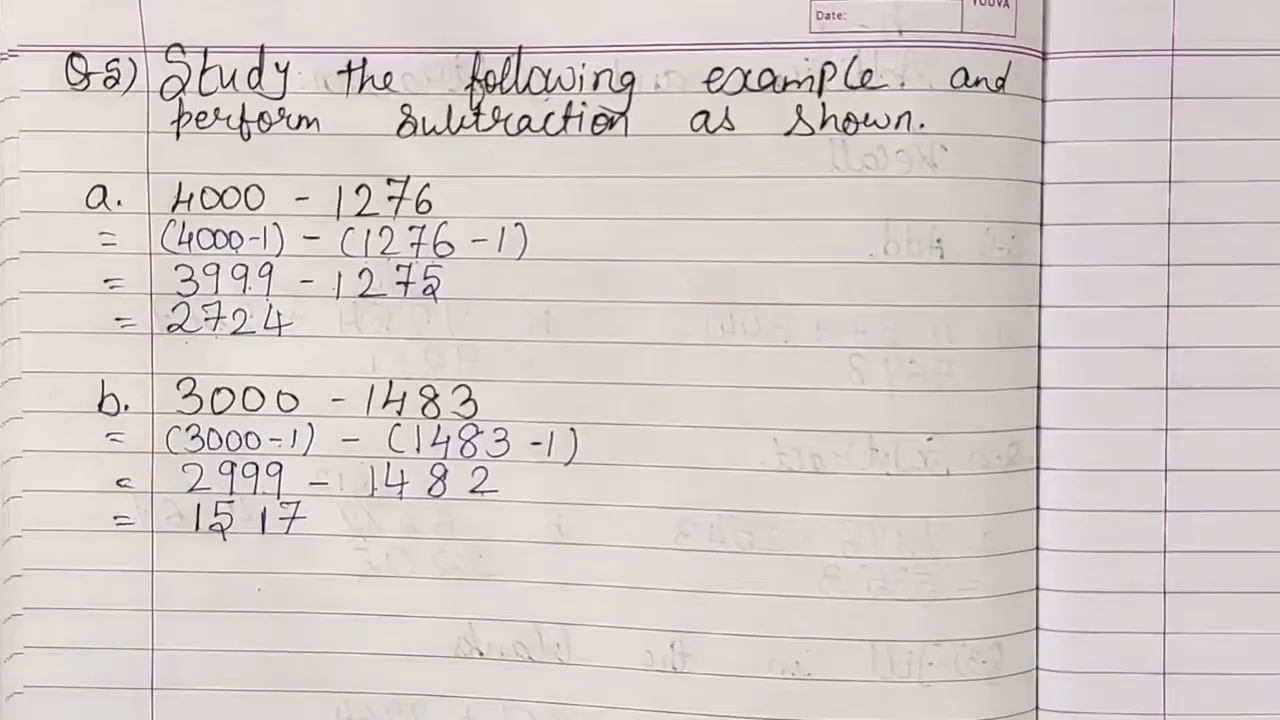 Date:
YOUVA
Q5) Study the following example. and
perform subtraction as shown.
a. 4000 - 1276
= (4000-1) - (1276 -1)
= 3999 - 1275
= 2724
b. 3000 - 1483
= (3000-1) - (1483 -1)
= 2999 - 1482
= 1517